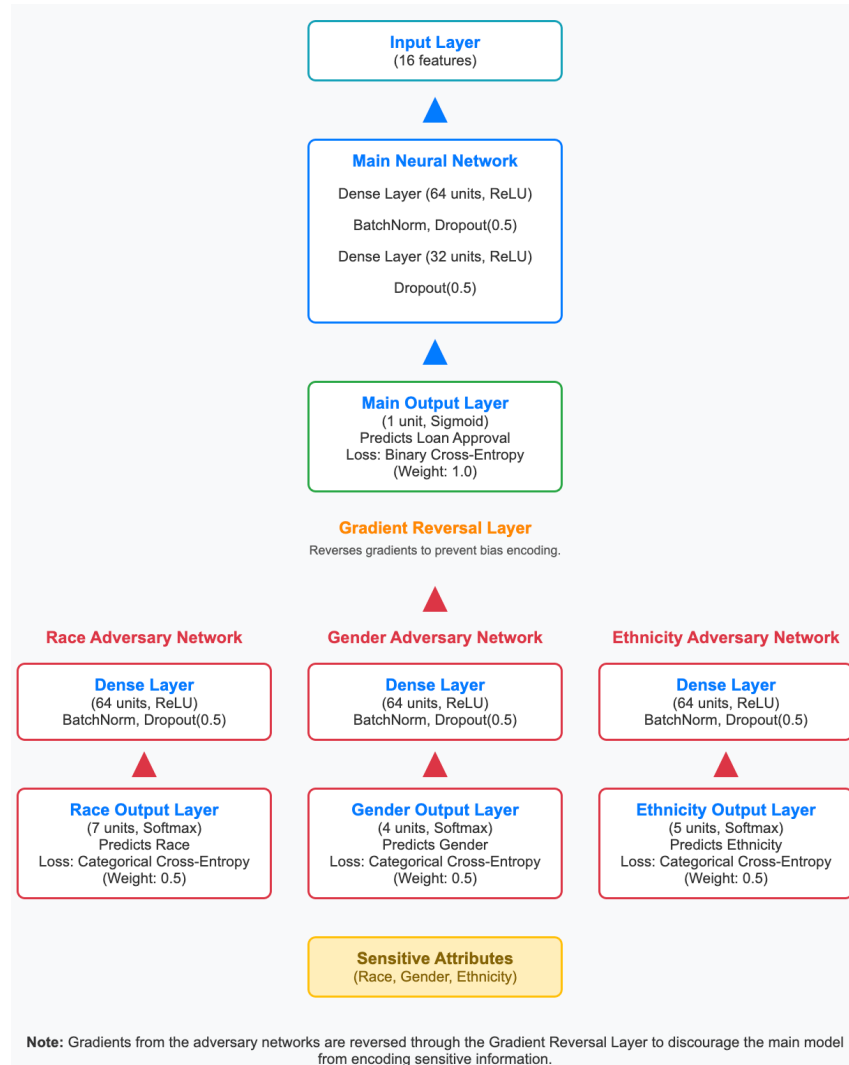 Input Layer
(16 features)
Main Neural Network
Dense Layer (64 units, ReLU)
BatchNorm, Dropout(0.5)
Dense Layer (32 units, ReLU)
Dropout(0.5)
Main Output Layer
(1 unit, Sigmoid)
Predicts Loan Approval
Loss: Binary Cross-Entropy
(Weight: 1.0)
Gradient Reversal Layer
Reverses gradients to prevent bias encoding.
Race Adversary Network
Dense Layer
(64 units, ReLU)
BatchNorm, Dropout(0.5)
Race Output Layer
(7 units, Softmax)
Predicts Race
Loss: Categorical Cross-Entropy
(Weight: 0.5)
Gender Adversary Network
Dense Layer
(64 units, ReLU)
BatchNorm, Dropout(0.5)
Gender Output Layer
(4 units, Softmax)
Predicts Gender
Loss: Categorical Cross-Entropy
(Weight: 0.5)
Ethnicity Adversary Network
Dense Layer
(64 units, ReLU)
BatchNorm, Dropout(0.5)
Ethnicity Output Layer
(5 units, Softmax)
Predicts Ethnicity
Loss: Categorical Cross-Entropy
(Weight: 0.5)
Sensitive Attributes
(Race, Gender, Ethnicity)
Note: Gradients from the adversary networks are reversed through the Gradient Reversal Layer to discourage the main model
from encoding sensitive information.